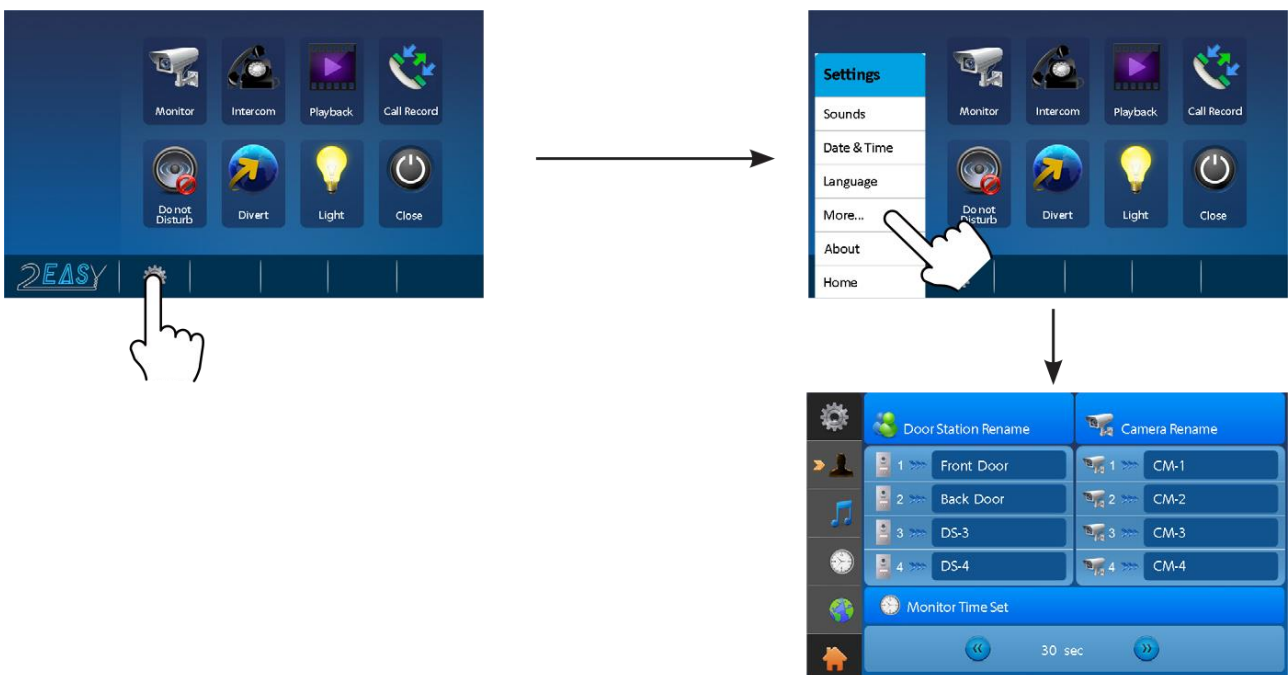 Monitor
Intercom
Playback
Call Record
Do not
Disturb
Divert
Light
Close
2EASY
Settings
Sounds
Date & Time
Language
More...
About
Home
Monitor
Intercom
Playback
Call Record
Do not
Disturb
Divert
Light
Close
Door Station Rename
Camera Rename
1 Front Door
1 CM-1
2 Back Door
2 CM-2
3 DS-3
3 CM-3
4 DS-4
4 CM-4
Monitor Time Set
30 sec